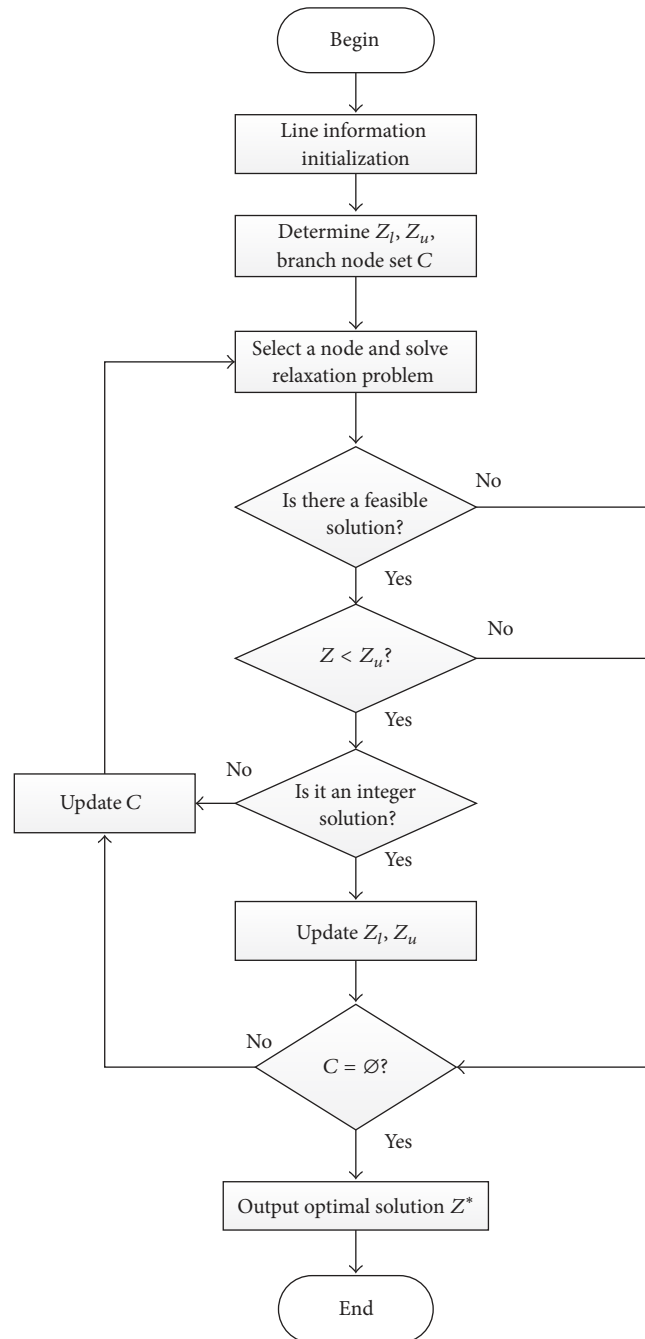 Begin
Line information
initialization
Determine Z_l, Z_u,
branch node set C
Select a node and solve
relaxation problem
No
Is there a feasible
solution?
Yes
No
Z < Z_u?
Yes
No
Update C
Is it an integer
solution?
Yes
Update Z_l, Z_u
No
C = ∅?
Yes
Output optimal solution Z*
End